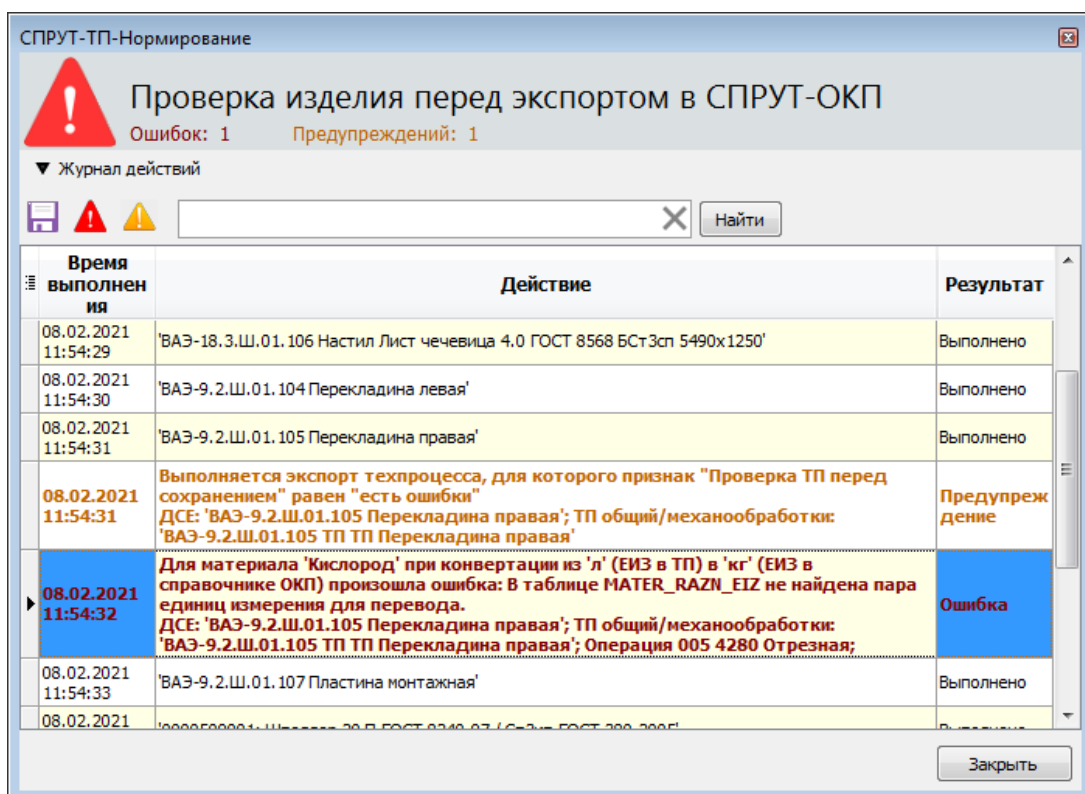 СПРУТ-ТП-Нормирование
Проверка изделия перед экспортом в СПРУТ-ОКП
Ошибок: 1 Предупреждений: 1
▼ Журнал действий
Найти
Время
выполнен
ия
Действие
Результат
08.02.2021
11:54:29
'ВАЭ-18.3.Ш.01.106 Настил Лист чечевица 4.0 ГОСТ 8568 БСт3сп 5490х1250'
Выполнено
08.02.2021
11:54:30
'ВАЭ-9.2.Ш.01.104 Перекладина левая'
Выполнено
08.02.2021
11:54:31
'ВАЭ-9.2.Ш.01.105 Перекладина правая'
Выполнено
08.02.2021
11:54:31
Выполняется экспорт техпроцесса, для которого признак "Проверка ТП перед
сохранением" равен "есть ошибки"
ДСЕ: 'ВАЭ-9.2.Ш.01.105 Перекладина правая'; ТП общий/механообработки:
'ВАЭ-9.2.Ш.01.105 ТП ТП Перекладина правая'
Предупреж
дение
08.02.2021
11:54:32
Для материала 'Кислород' при конвертации из 'л' (ЕИЗ в ТП) в 'кг' (ЕИЗ в
справочнике ОКП) произошла ошибка: В таблице MATER_RAZN_EIZ не найдена пара
единиц измерения для перевода.
ДСЕ: 'ВАЭ-9.2.Ш.01.105 Перекладина правая'; ТП общий/механообработки:
'ВАЭ-9.2.Ш.01.105 ТП ТП Перекладина правая'; Операция 005 4280 Отрезная;
Ошибка
08.02.2021
11:54:33
'ВАЭ-9.2.Ш.01.107 Пластина монтажная'
Выполнено
08.02.2021
Закрыть